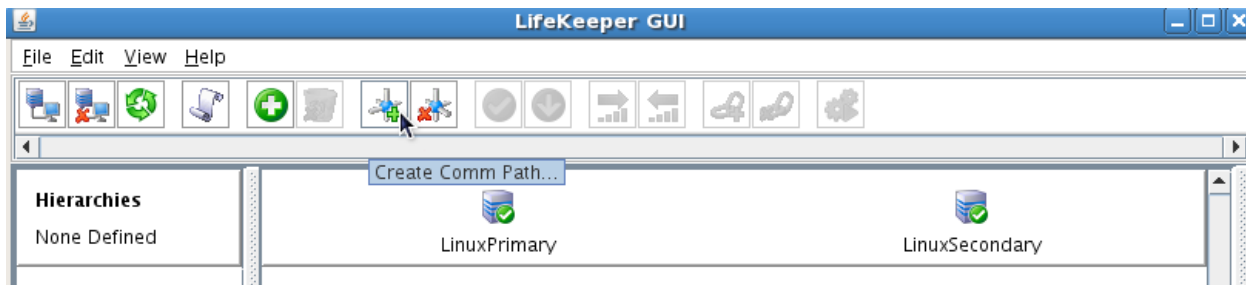 LifeKeeper GUI
File Edit View Help
Create Comm Path...
Hierarchies
None Defined
LinuxPrimary
LinuxSecondary